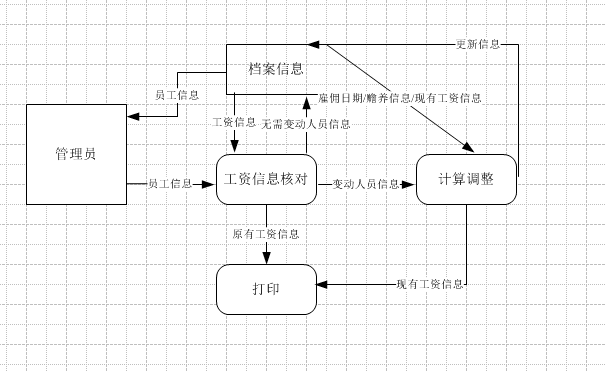 更新信息
档案信息
员工信息
雇佣日期/赡养信息/现有工资信息
工资信息
无需变动人员信息
管理员
员工信息
工资信息核对
变动人员信息
计算调整
原有工资信息
打印
现有工资信息